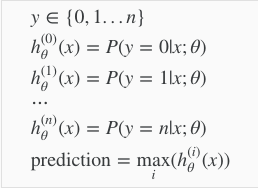 y ∈ {0, 1…n}
h_θ^(0)(x) = P(y = 0|x; θ)
h_θ^(1)(x) = P(y = 1|x; θ)
⋯
h_θ^(n)(x) = P(y = n|x; θ)
prediction = max_i(h_θ^(i)(x))